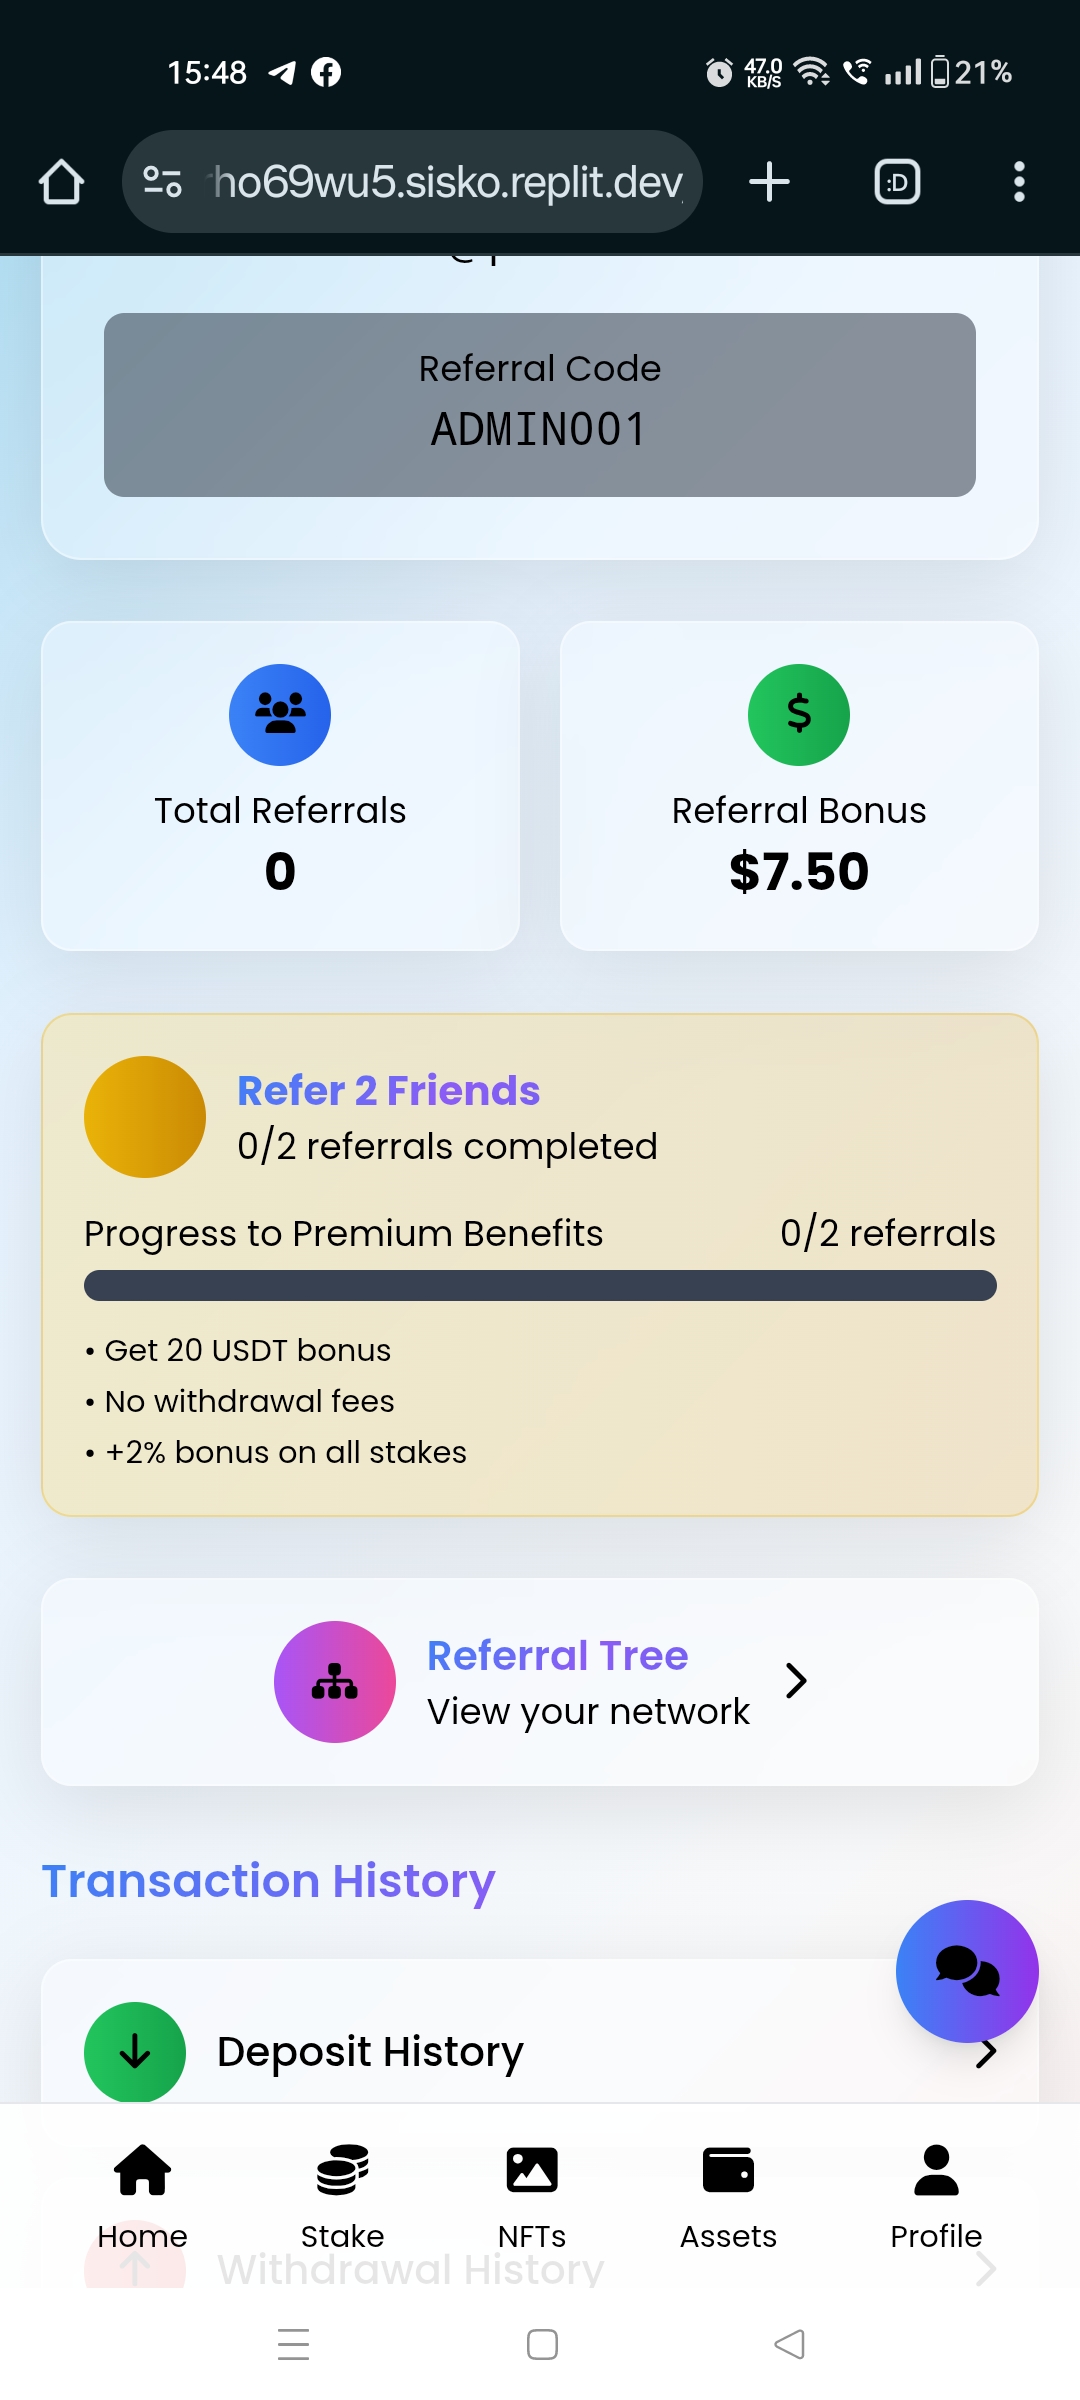 15:48
47.0
KB/S
21%
ho69wu5.sisko.replit.dev
:D
Referral Code
ADMIN001
Total Referrals
0
Referral Bonus
$7.50
Refer 2 Friends
0/2 referrals completed
Progress to Premium Benefits
0/2 referrals
• Get 20 USDT bonus
• No withdrawal fees
• +2% bonus on all stakes
Referral Tree
View your network
Transaction History
Deposit History
Home
Stake
NFTs
Assets
Profile
Withdrawal History